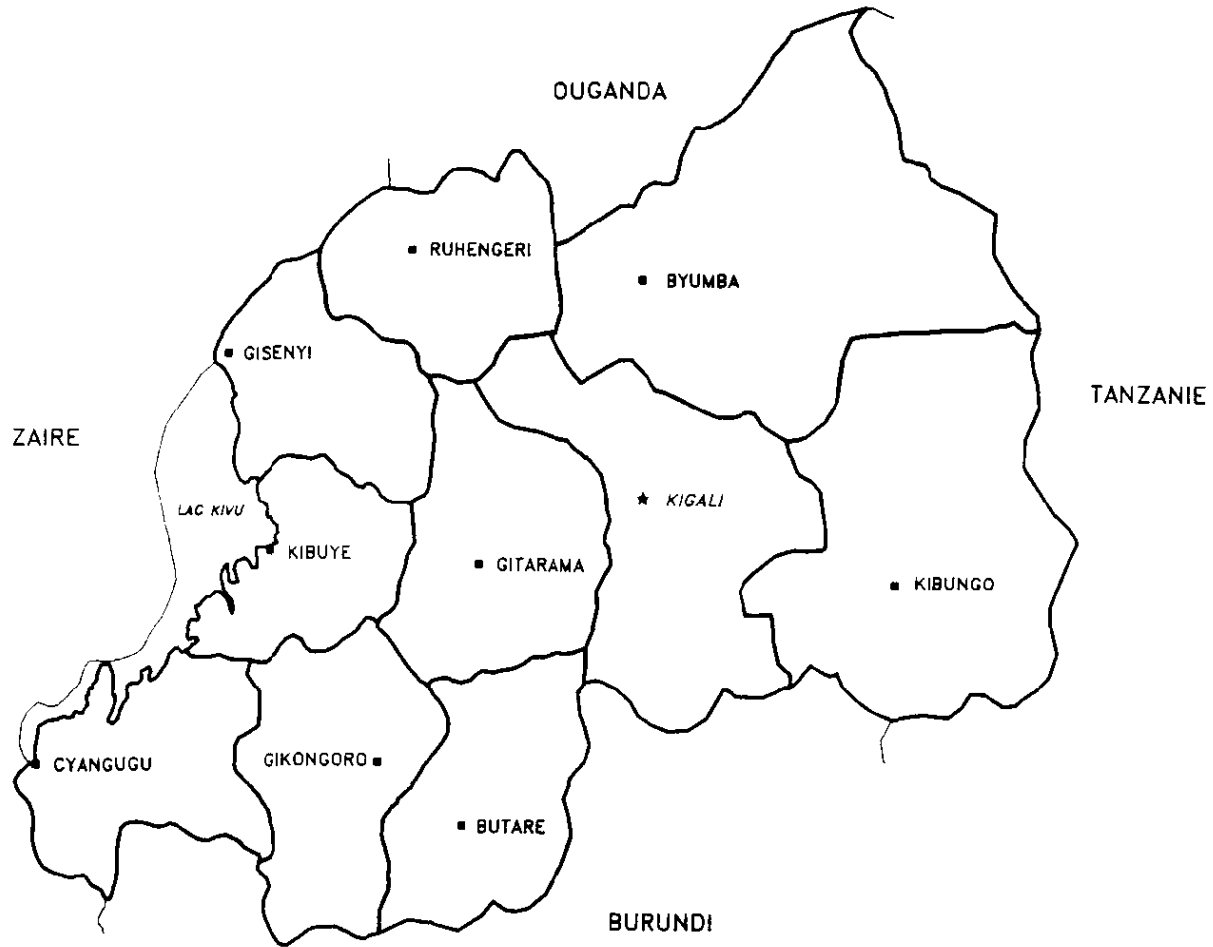 OUGANDA
RUHENGERI
BYUMBA
GISENYI
TANZANIE
ZAIRE
LAC KIVU
KIGALI
KIBUYE
GITARAMA
KIBUNGO
CYANGUGU
GIKONGORO
BUTARE
BURUNDI